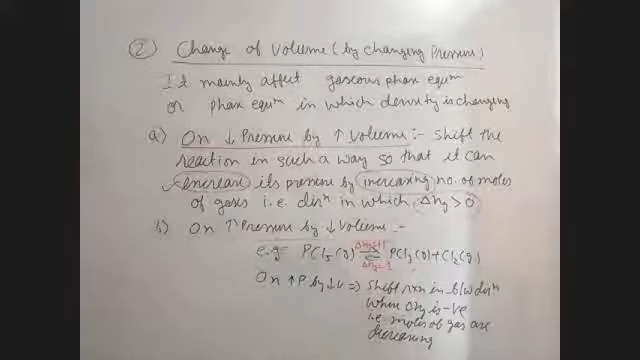 ② Change of Volume (by changing Pressure)
It mainly affect gaseous phase equm
or phase equm in which density is changing
a) On ↓ Pressure by ↑ Volume :- Shift the
reaction in such a way so that it can
increase its pressure by increasing no. of moles
of gases i.e. dirn in which, Δng > 0
b) On ↑ Pressure by ↓ Volume :-
e.g. PCl5(g) ⇌ PCl3(g) + Cl2(g)
On ↑P by ↓V => Shift rxn in b/w dirn
where Δng is -ve
i.e. moles of gas are
decreasing